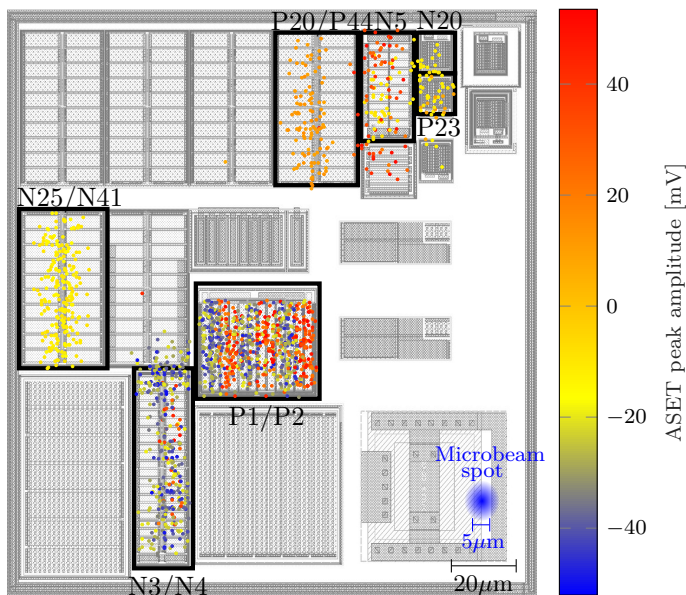 P20/P44 N5 N20
P23
N25/N41
P1/P2
N3/N4
Microbeam
spot
5μm
20μm
40
20
0
−20
−40
ASET peak amplitude [mV]